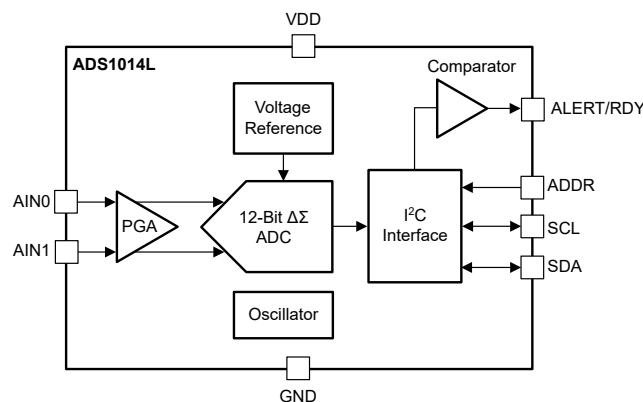 VDD
ADS1014L
Comparator
Voltage
Reference
ALERT/RDY
AIN0
PGA
12-Bit ΔΣ
ADC
I²C
Interface
ADDR
SCL
AIN1
SDA
Oscillator
GND